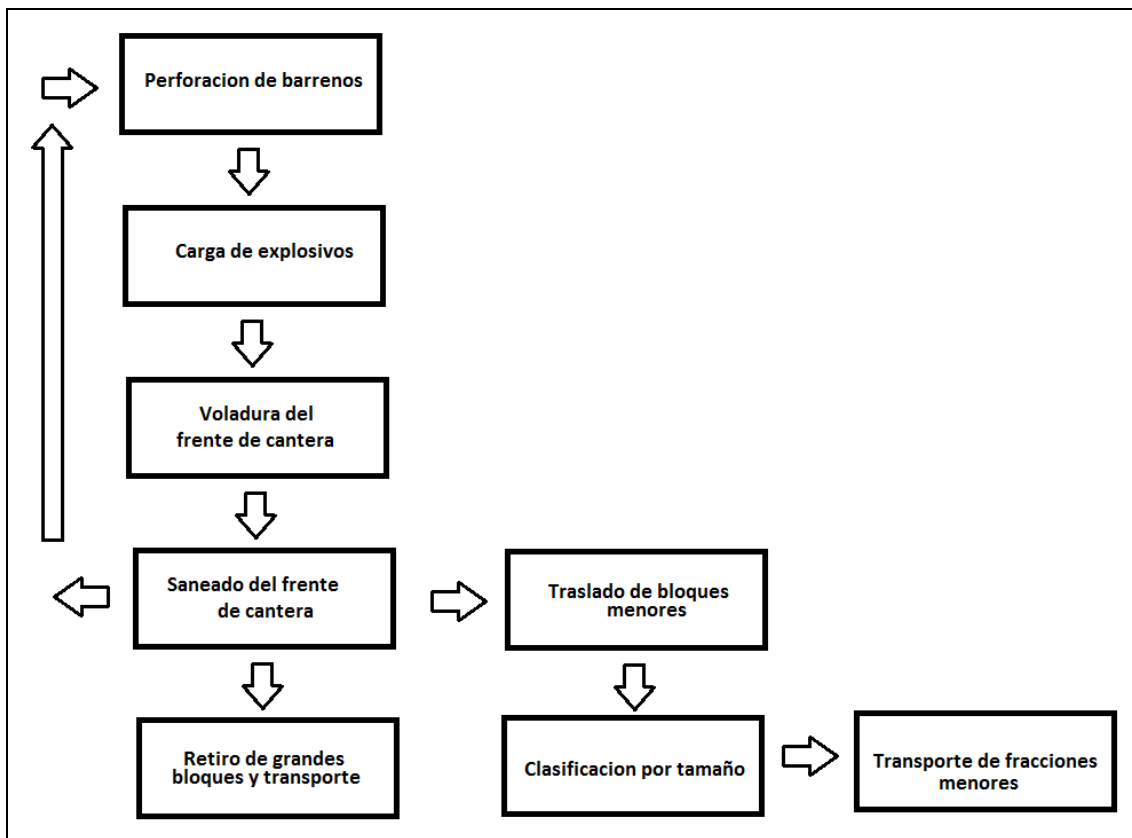 Perforacion de barrenos
Carga de explosivos
Voladura del
frente de cantera
Saneado del frente
de cantera
Traslado de bloques
menores
Retiro de grandes
bloques y transporte
Clasificacion por tamaño
Transporte de fracciones
menores